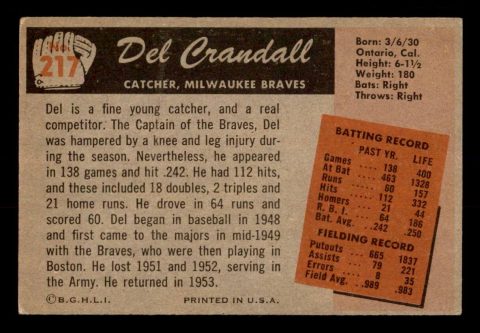 NO.
217
Del Crandall
CATCHER, MILWAUKEE BRAVES
Born: 3/6/30
Ontario, Cal.
Height: 6-1½
Weight: 180
Bats: Right
Throws: Right
Del is a fine young catcher, and a real
competitor. The Captain of the Braves, Del
was hampered by a knee and leg injury dur-
ing the season. Nevertheless, he appeared
in 138 games and hit .242. He had 112 hits,
and these included 18 doubles, 2 triples and
21 home runs. He drove in 64 runs and
scored 60. Del began in baseball in 1948
and first came to the majors in mid-1949
with the Braves, who were then playing in
Boston. He lost 1951 and 1952, serving in
the Army. He returned in 1953.
©B.G.H.L.I. PRINTED IN U.S.A.
BATTING RECORD
PAST YR. LIFE
Games 138 400
At Bat 463 1328
Runs 60 157
Hits 112 332
Homers 21 44
R. B. I. 64 186
Bat. Avg. .242 .250
FIELDING RECORD
Putouts 665 1837
Assists 79 221
Errors 8 35
Field Avg. .989 .983